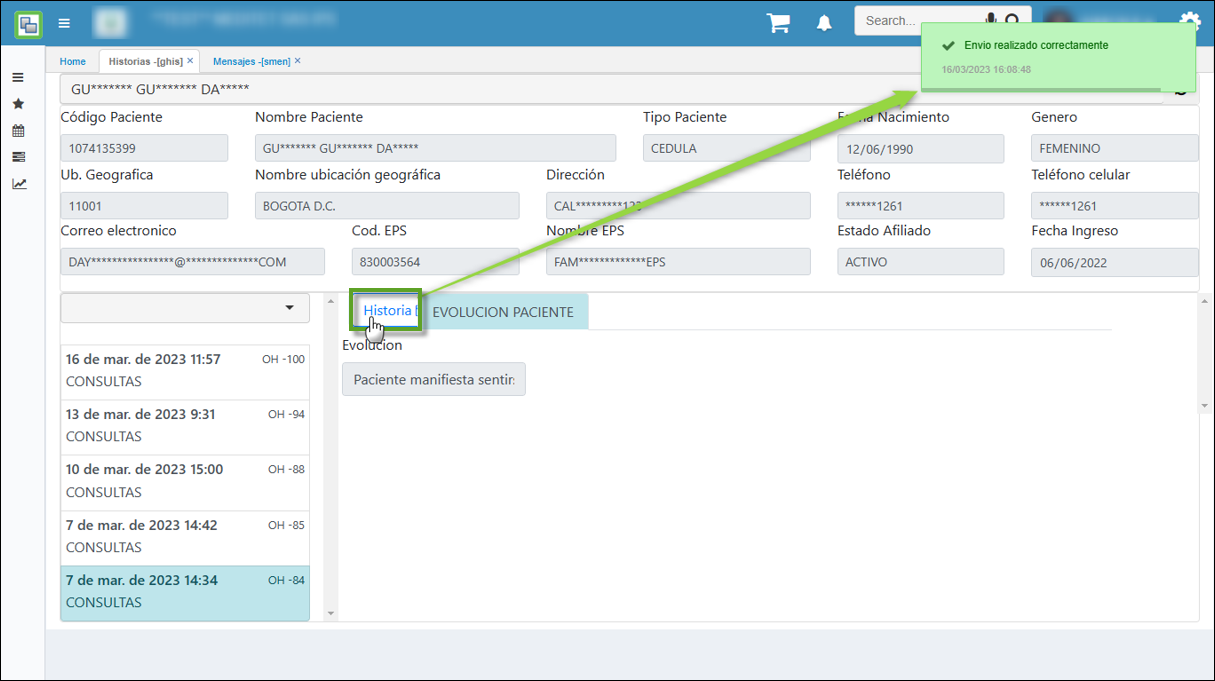 Search...
Envio realizado correctamente
16/03/2023 16:08:48
Home
Historias -[ghis] ×
Mensajes -[smen] ×
GU******* GU******* DA*****
Código Paciente
Nombre Paciente
Tipo Paciente
Nacimiento
Genero
1074135399
GU******* GU******* DA*****
CEDULA
12/06/1990
FEMENINO
Ub. Geografica
Nombre ubicación geográfica
Dirección
Teléfono
Teléfono celular
11001
BOGOTA D.C.
CAL*********12
******1261
******1261
Correo electronico
Cod. EPS
Nombre EPS
Estado Afiliado
Fecha Ingreso
DAY****************@**************COM
830003564
FAM*************EPS
ACTIVO
06/06/2022
Historia
EVOLUCION PACIENTE
Evolucion
Paciente manifiesta sentir
16 de mar. de 2023 11:57
OH -100
CONSULTAS
13 de mar. de 2023 9:31
OH -94
CONSULTAS
10 de mar. de 2023 15:00
OH -88
CONSULTAS
7 de mar. de 2023 14:42
OH -85
CONSULTAS
7 de mar. de 2023 14:34
OH -84
CONSULTAS